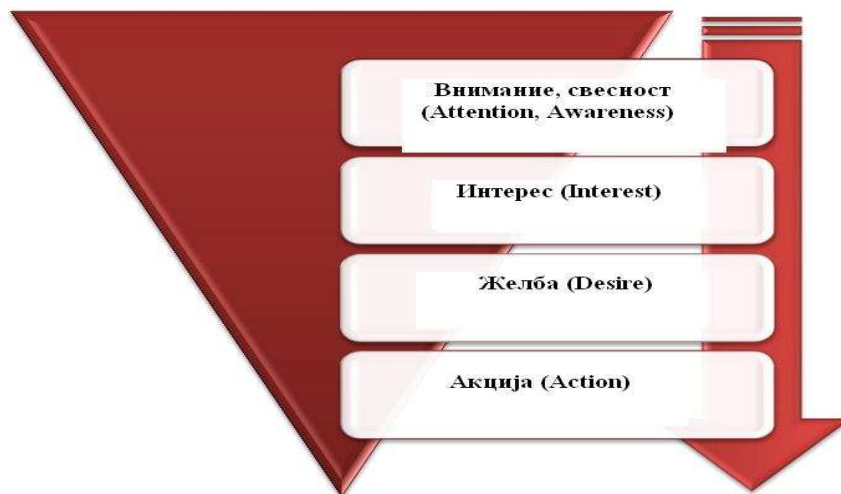 Внимание, свесност
(Attention, Awareness)
Интерес (Interest)
Желба (Desire)
Акција (Action)